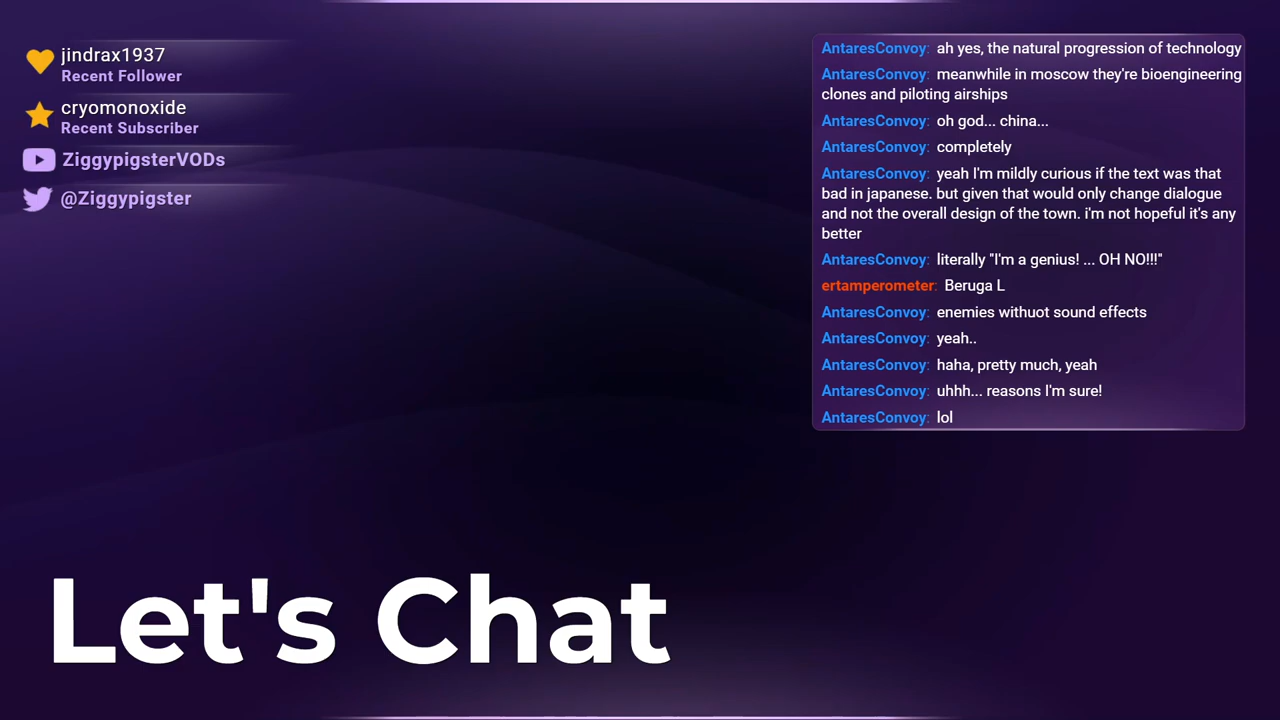 jindrax1937
Recent Follower
cryomonoxide
Recent Subscriber
ZiggypigsterVODs
@Ziggypigster
AntaresConvoy: ah yes, the natural progression of technology
AntaresConvoy: meanwhile in moscow they're bioengineering
clones and piloting airships
AntaresConvoy: oh god... china...
AntaresConvoy: completely
AntaresConvoy: yeah I'm mildly curious if the text was that
bad in japanese. but given that would only change dialogue
and not the overall design of the town. i'm not hopeful it's any
better
AntaresConvoy: literally "I'm a genius! ... OH NO!!!"
ertamperometer: Beruga L
AntaresConvoy: enemies withuot sound effects
AntaresConvoy: yeah..
AntaresConvoy: haha, pretty much, yeah
AntaresConvoy: uhhh... reasons I'm sure!
AntaresConvoy: lol
Let's Chat